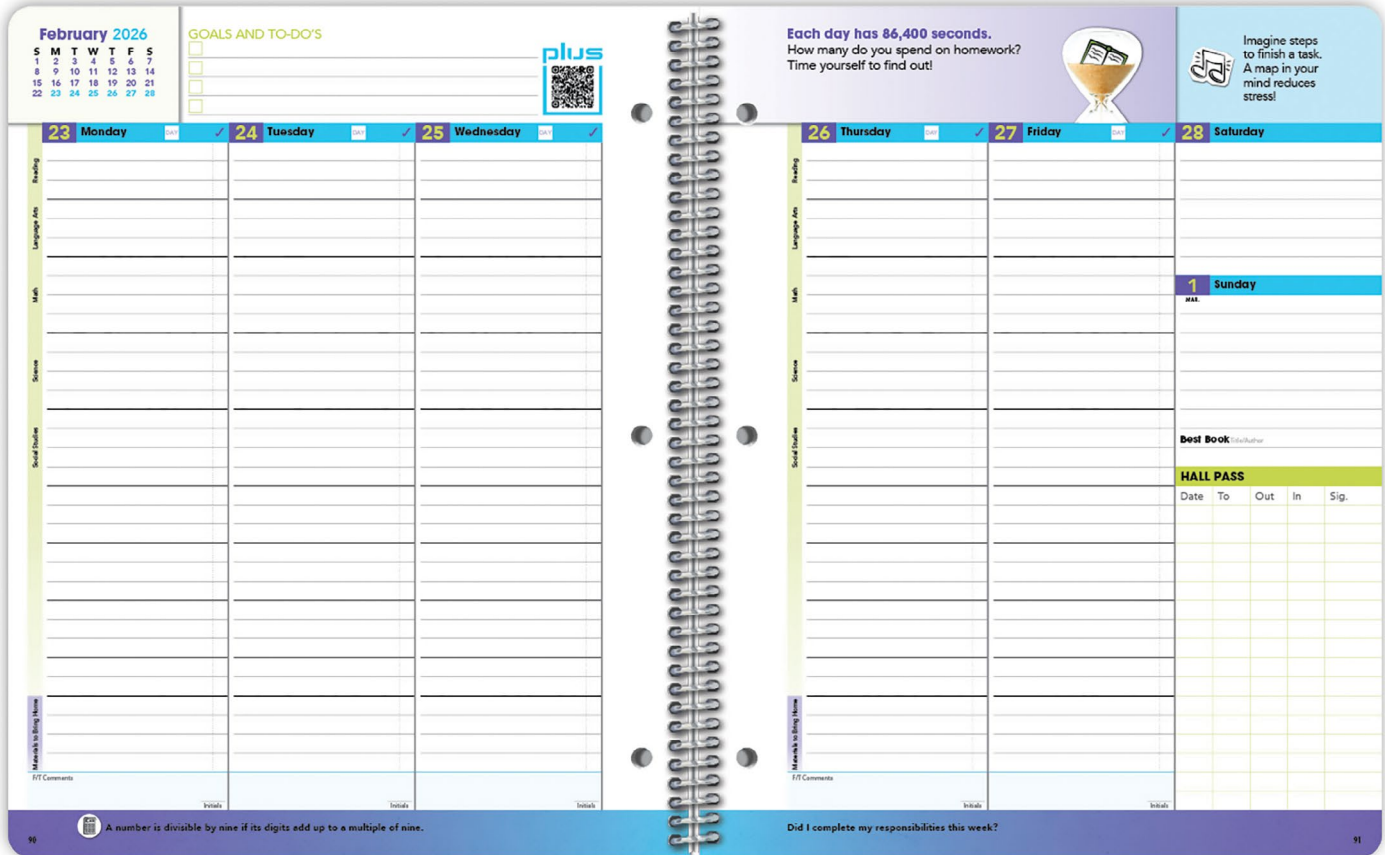 February 2026
S M T W T F S
1 2 3 4 5 6 7
8 9 10 11 12 13 14
15 16 17 18 19 20 21
22 23 24 25 26 27 28
GOALS AND TO-DO'S
plus
23 Monday DAY ✓
24 Tuesday DAY ✓
25 Wednesday DAY ✓
Reading
Language Arts
Math
Science
Social Studies
Materials to Bring Home
P/T Comments
Initials
Initials
Initials
A number is divisible by nine if its digits add up to a multiple of nine.
90
Each day has 86,400 seconds.
How many do you spend on homework?
Time yourself to find out!
Imagine steps
to finish a task.
A map in your
mind reduces
stress!
26 Thursday DAY ✓
27 Friday DAY ✓
28 Saturday
Reading
Language Arts
Math
Science
Social Studies
Materials to Bring Home
1 Sunday
MAR.
Best Book Title/Author
HALL PASS
Date To Out In Sig.
P/T Comments
Initials
Initials
Did I complete my responsibilities this week?
91